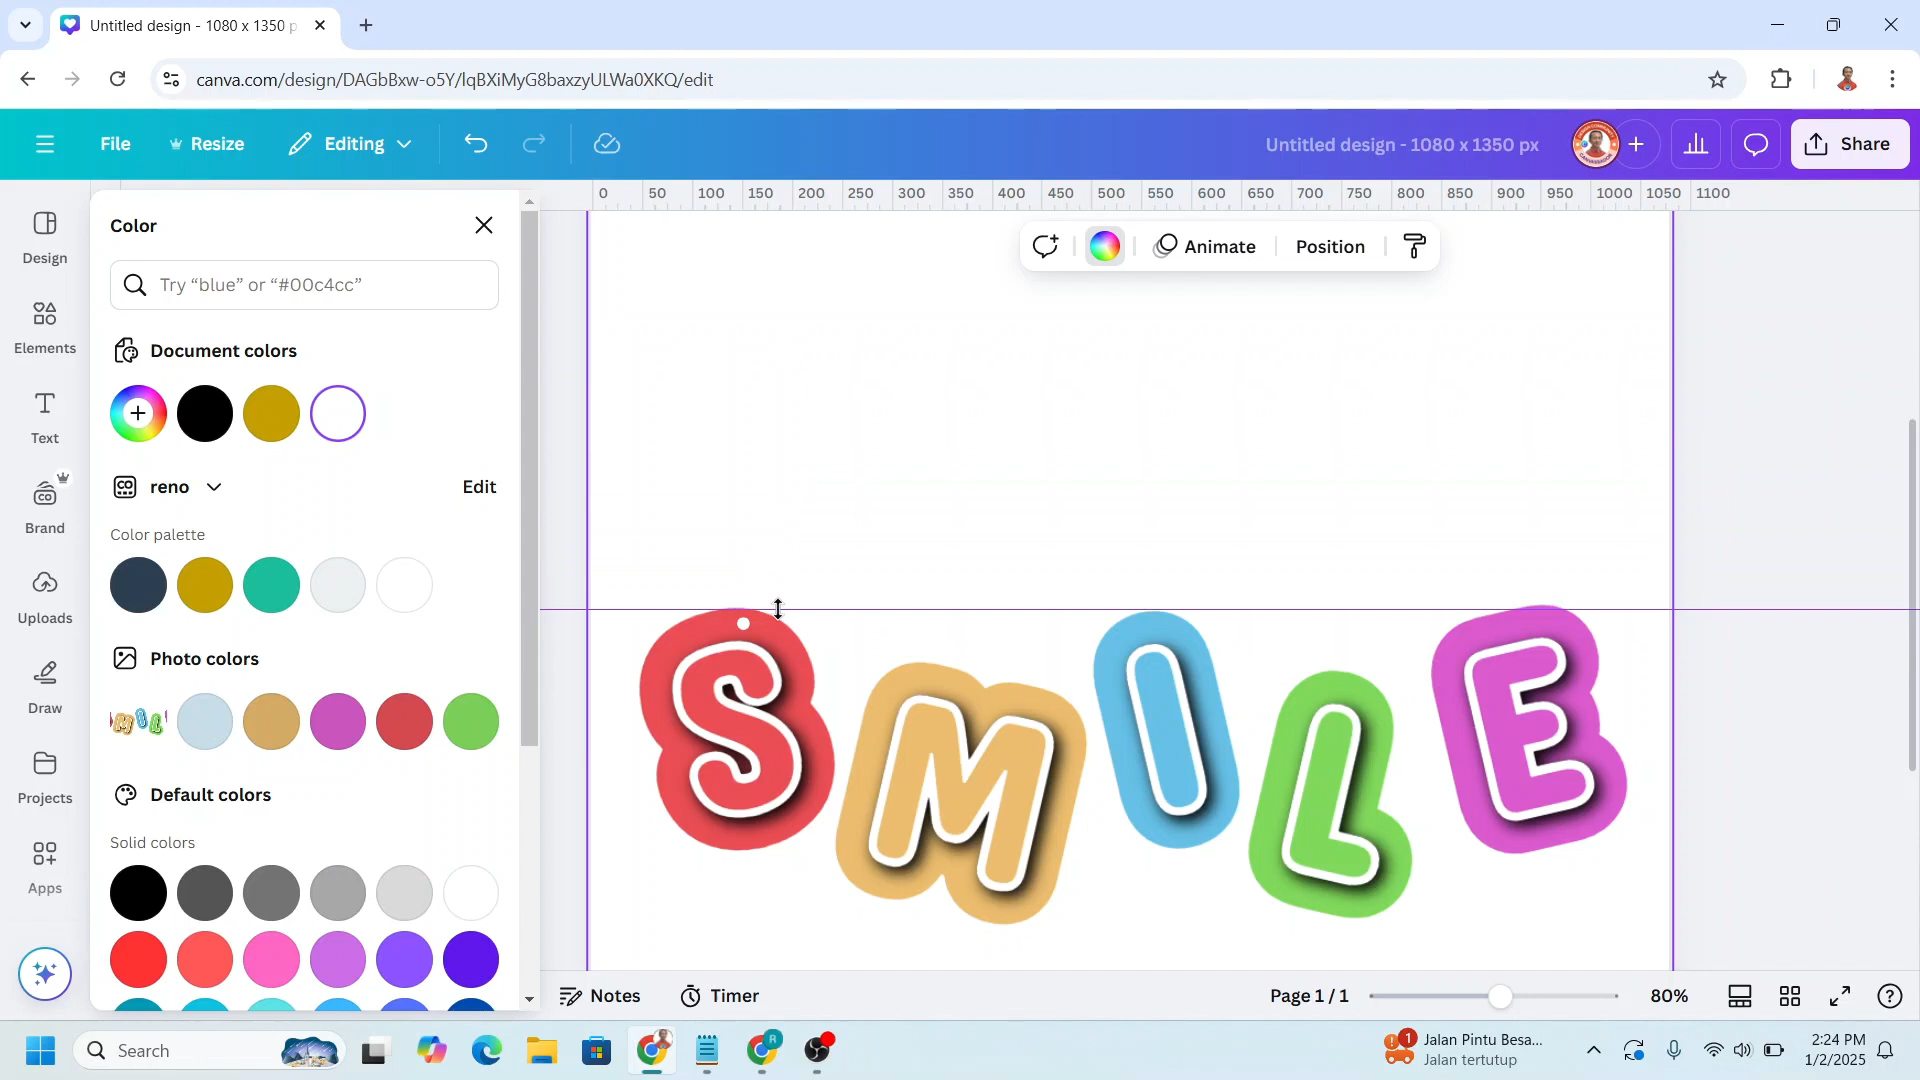 Untitled design - 1080 x 1350 p
canva.com/design/DAGbBxw-o5Y/lqBXiMyG8baxzyULWa0XKQ/edit
File
Resize
Editing
Untitled design - 1080 x 1350 px
Share
0 50 100 150 200 250 300 350 400 450 500 550 600 650 700 750 800 850 900 950 1000 1050 1100
Design
Elements
Text
Brand
Uploads
Draw
Projects
Apps
Color
Try “blue” or “#00c4cc”
Document colors
reno
Edit
Color palette
Photo colors
Default colors
Solid colors
Animate
Position
SMILE
Notes
Timer
Page 1 / 1
80%
Search
1
Jalan Pintu Besa...
Jalan tertutup
2:24 PM
1/2/2025